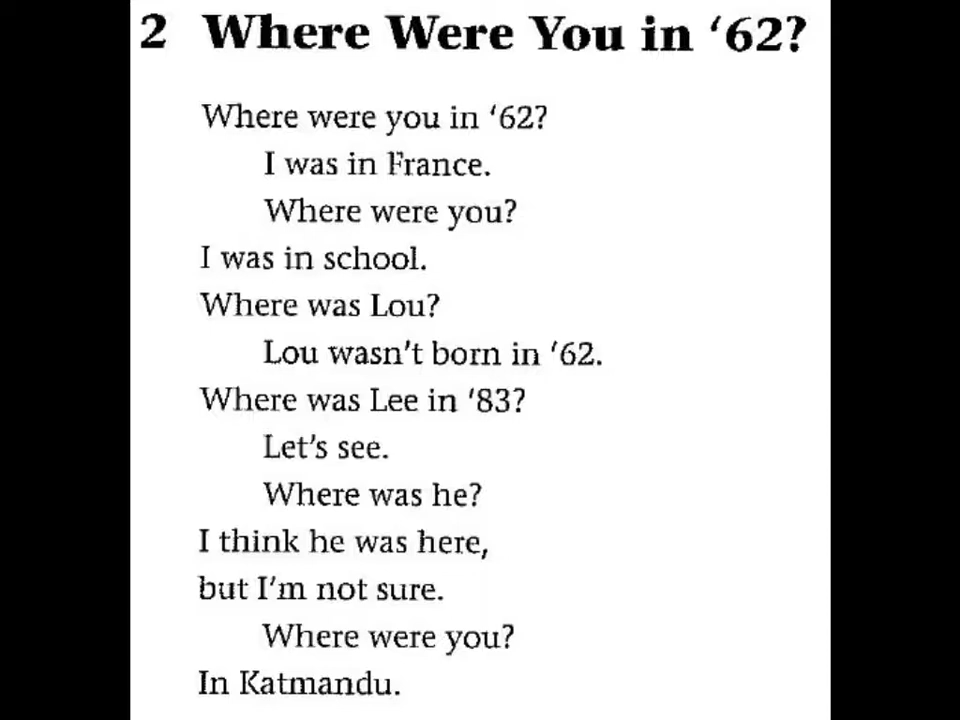 2 Where Were You in ‘62?
Where were you in ‘62?
I was in France.
Where were you?
I was in school.
Where was Lou?
Lou wasn't born in ‘62.
Where was Lee in ‘83?
Let's see.
Where was he?
I think he was here,
but I'm not sure.
Where were you?
In Katmandu.